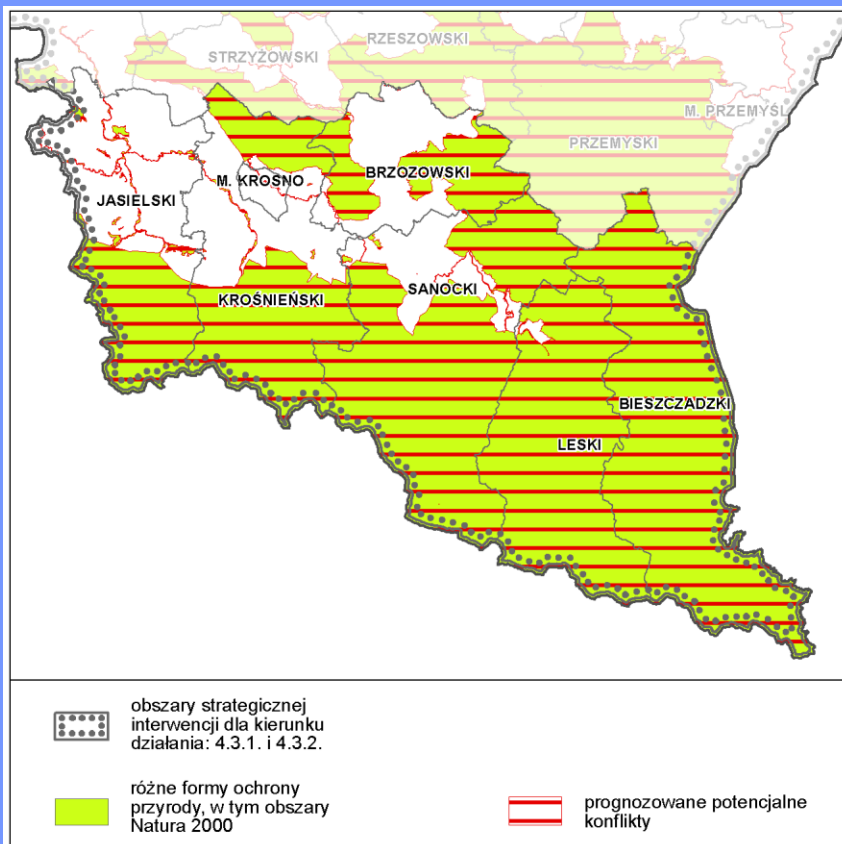 STRZYŻOWSKI
RZESZOWSKI
M. PRZEMYŚL
PRZEMYSKI
BRZOZOWSKI
M. KROSNO
JASIELSKI
SANOCKI
KROŚNIEŃSKI
BIESZCZADZKI
LESKI
obszary strategicznej
interwencji dla kierunku
działania: 4.3.1. i 4.3.2.
różne formy ochrony
przyrody, w tym obszary
Natura 2000
prognozowane potencjalne
konflikty